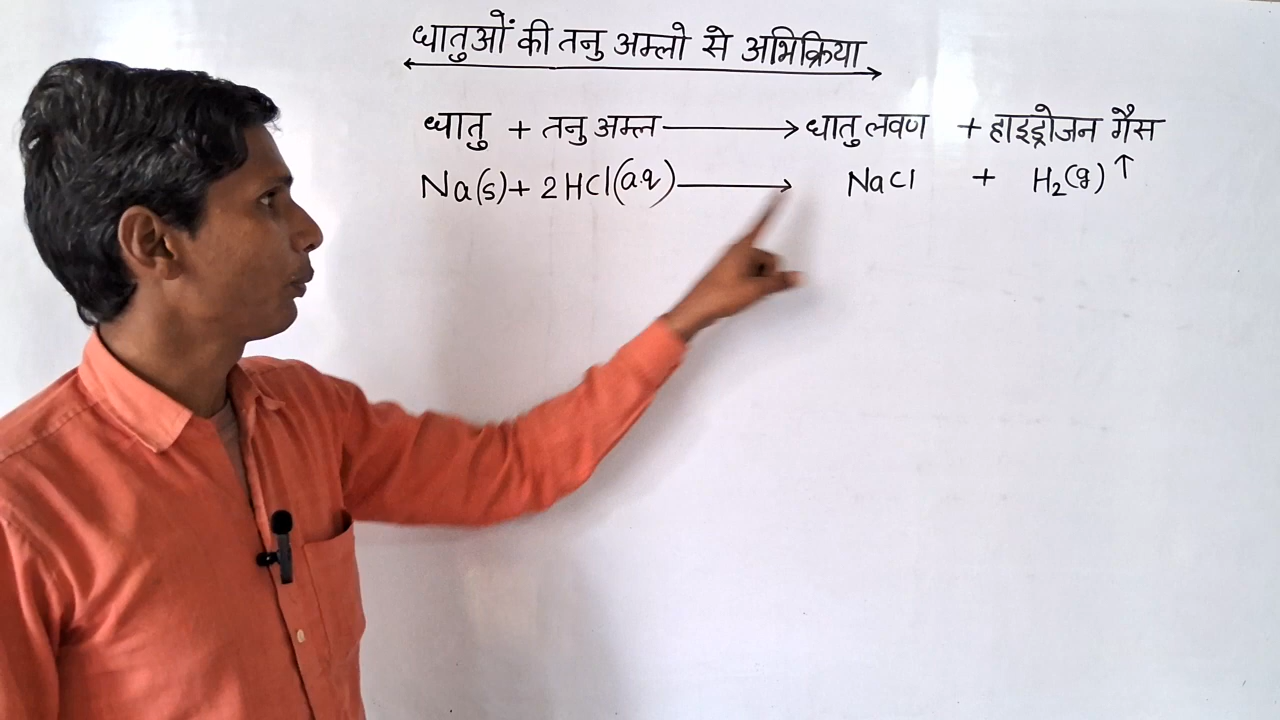 धातुओं की तनु अम्लो से अभिक्रिया
धातु + तनु अम्ल ⟶ धातु लवण + हाइड्रोजन गैस
Na(s) + 2HCl(aq) ⟶ NaCl + H₂(g)↑